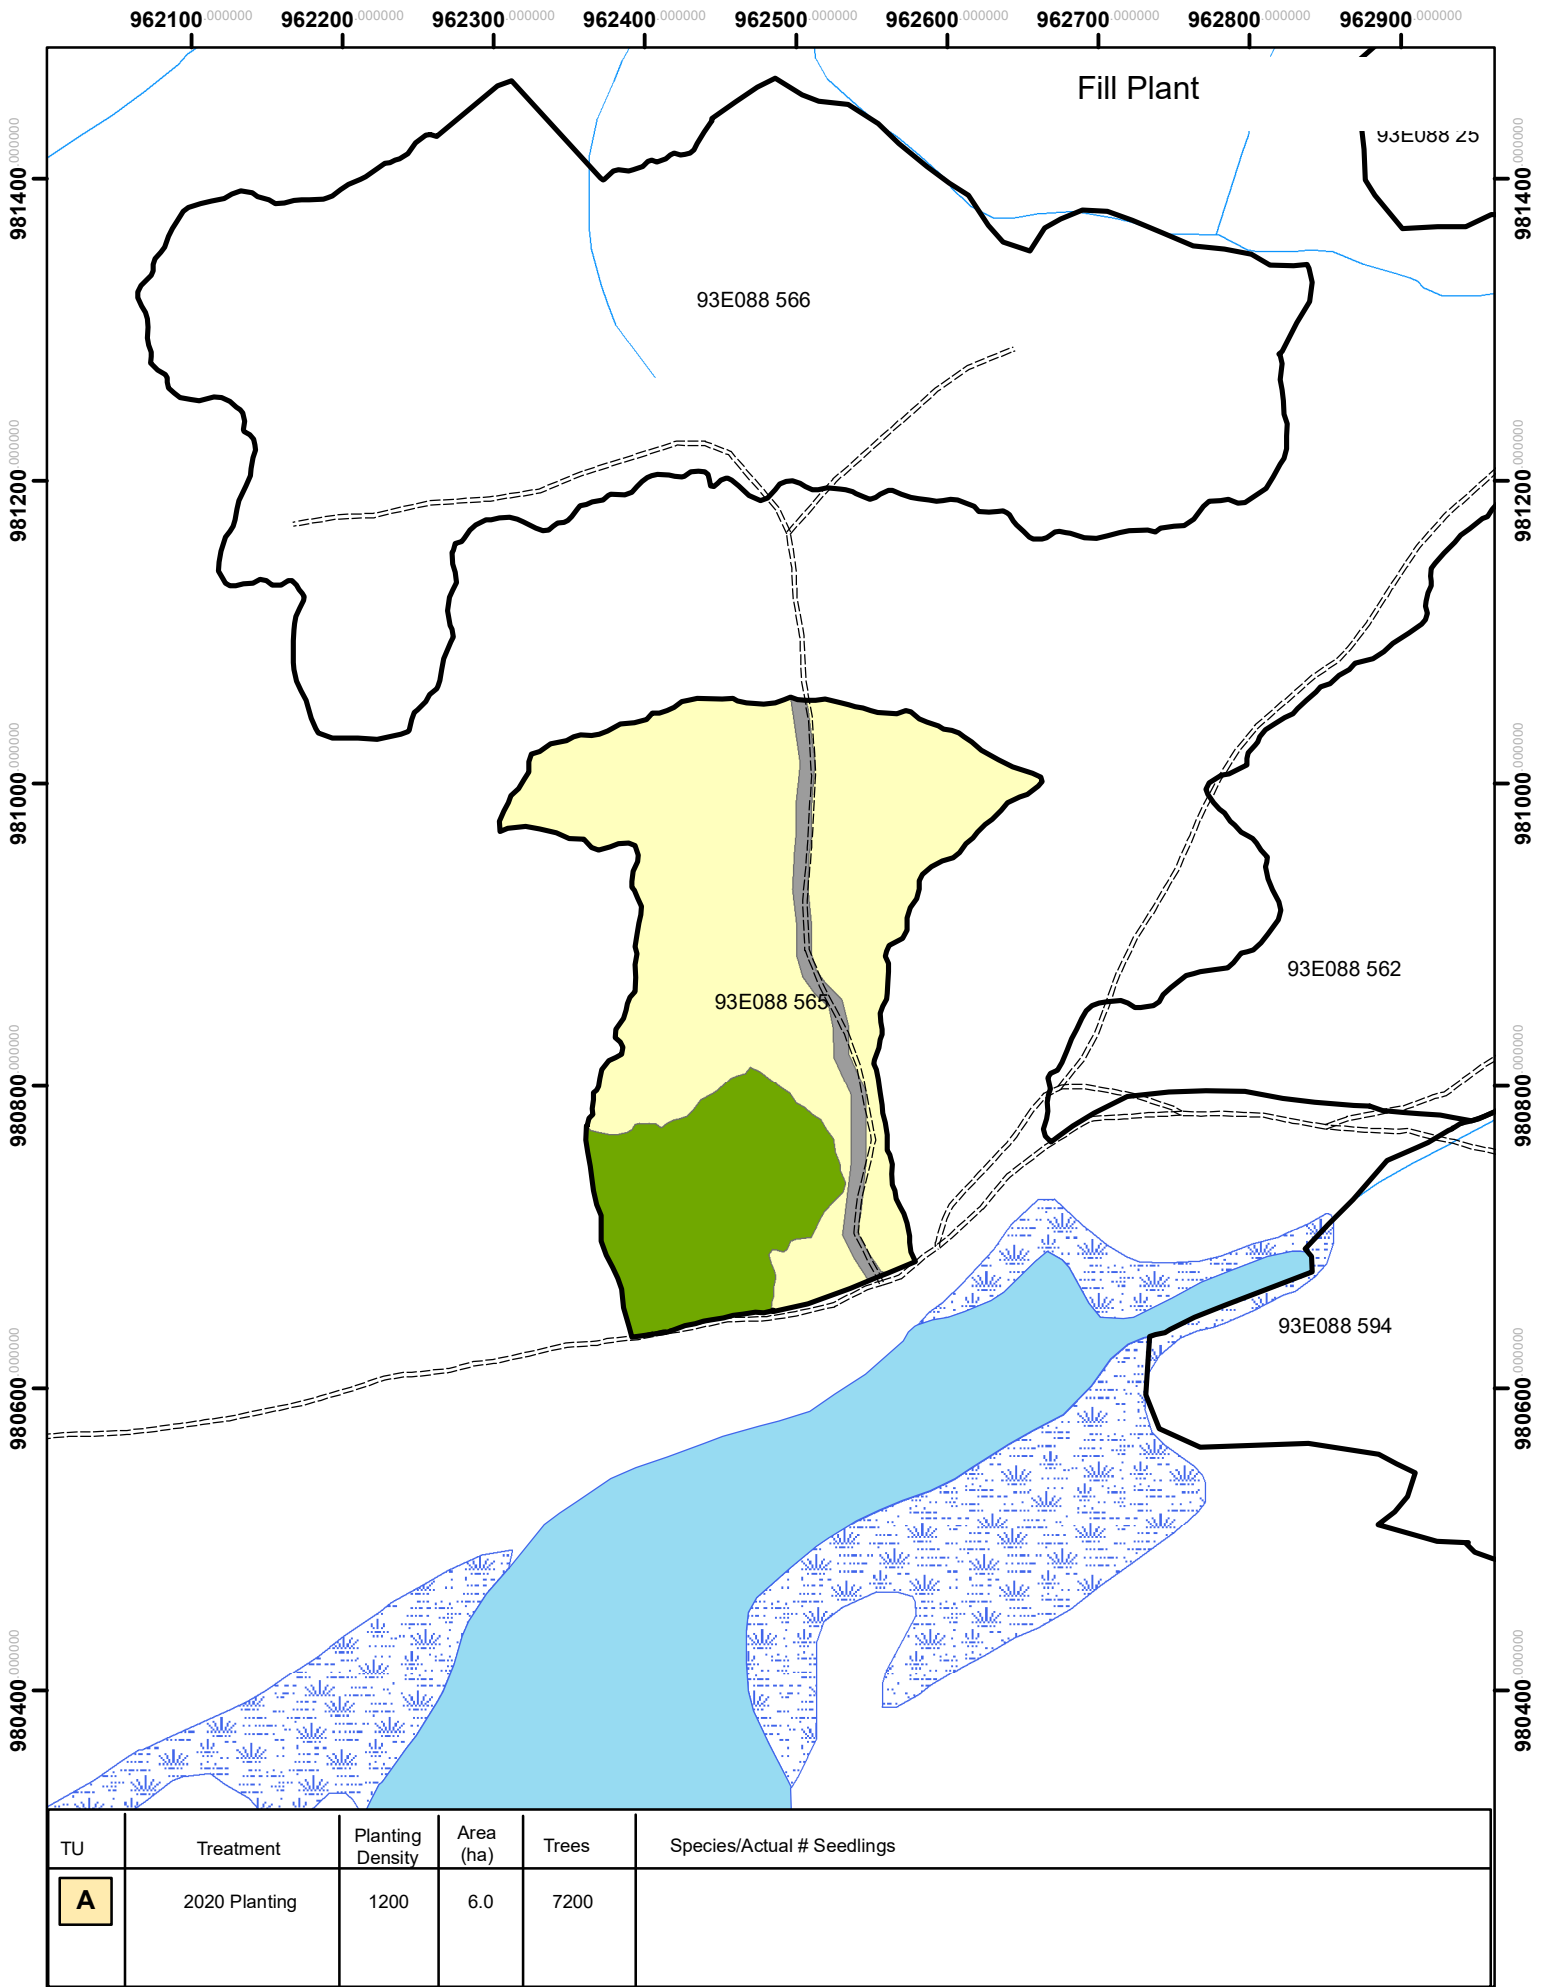 962100.000000 962200.000000 962300.000000 962400.000000 962500.000000 962600.000000 962700.000000 962800.000000 962900.000000
Fill Plant
93E088 25
981400.000000 981400.000000
93E088 566
981200.000000 981200.000000
981000.000000 981000.000000
93E088 562
93E088 565
980800.000000 980800.000000
93E088 594
980600.000000 980600.000000
980400.000000 980400.000000
TU Treatment Planting Density Area (ha) Trees Species/Actual # Seedlings
A 2020 Planting 1200 6.0 7200